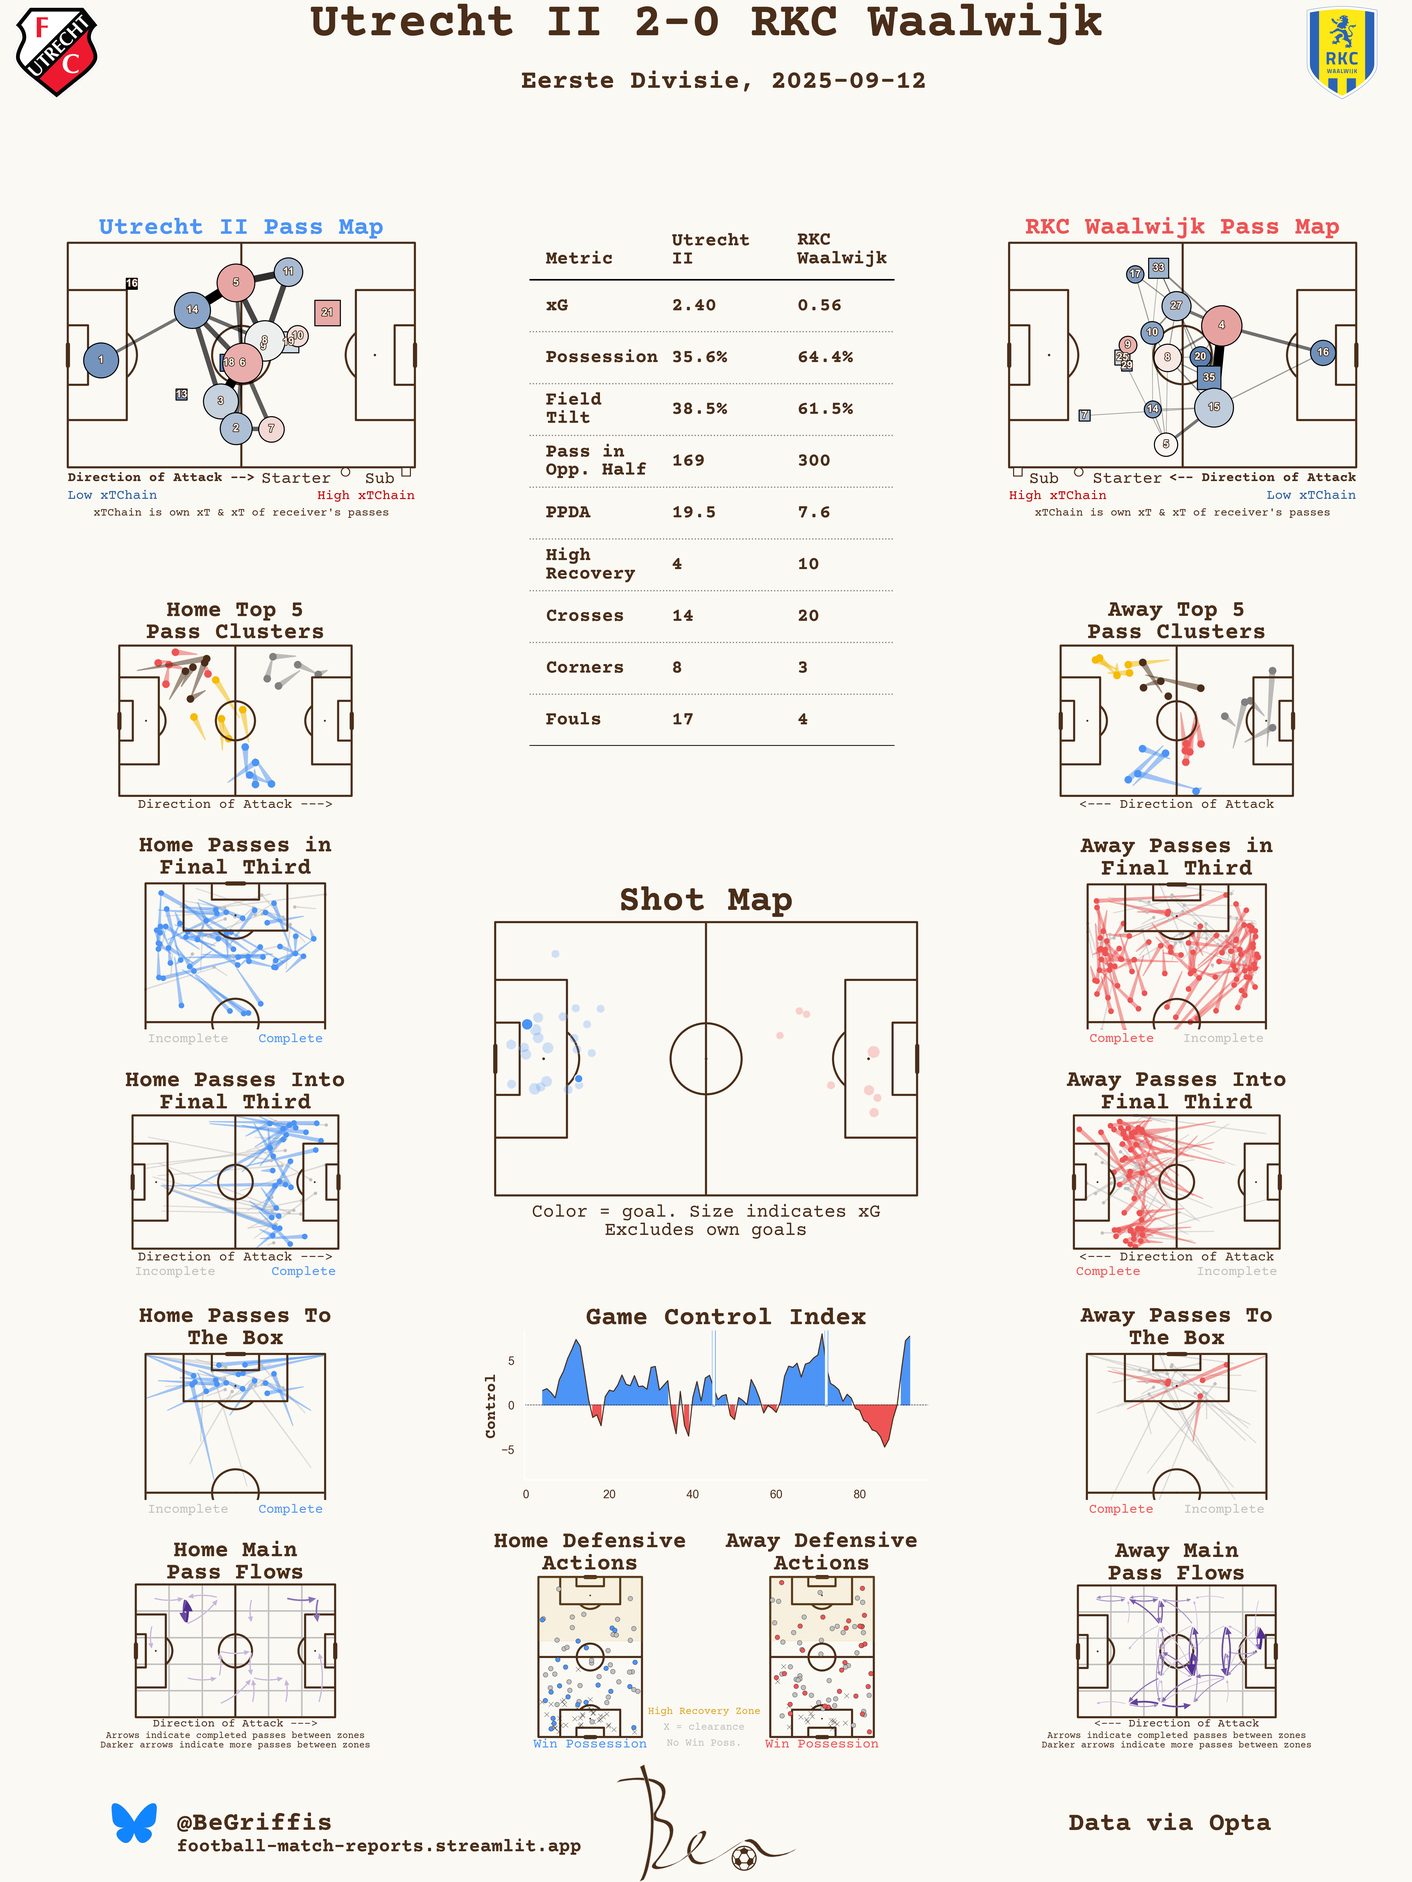 Utrecht II 2-0 RKC Waalwijk
Eerste Divisie, 2025-09-12
F
UTRECHT
C
RKC
WAALWIJK
Utrecht II Pass Map
16
11
5
14
21
8
10
9
19
1
18
6
13
3
2
7
Direction of Attack --> Starter Sub
Low xTChain High xTChain
xTChain is own xT & xT of receiver's passes
Metric Utrecht II RKC Waalwijk
xG 2.40 0.56
Possession 35.6% 64.4%
Field Tilt 38.5% 61.5%
Pass in Opp. Half 169 300
PPDA 19.5 7.6
High Recovery 4 10
Crosses 14 20
Corners 8 3
Fouls 17 4
RKC Waalwijk Pass Map
17
33
27
4
10
9
25
29
8
20
16
35
7
14
15
5
Sub Starter <-- Direction of Attack
High xTChain Low xTChain
xTChain is own xT & xT of receiver's passes
Home Top 5
Pass Clusters
Direction of Attack --->
Away Top 5
Pass Clusters
<--- Direction of Attack
Home Passes in
Final Third
Incomplete Complete
Away Passes in
Final Third
Complete Incomplete
Shot Map
Color = goal. Size indicates xG
Excludes own goals
Home Passes Into
Final Third
Direction of Attack --->
Incomplete Complete
Away Passes Into
Final Third
<--- Direction of Attack
Complete Incomplete
Home Passes To
The Box
Incomplete Complete
Game Control Index
Control
5
0
−5
0 20 40 60 80
Away Passes To
The Box
Complete Incomplete
Home Main
Pass Flows
Direction of Attack --->
Arrows indicate completed passes between zones
Darker arrows indicate more passes between zones
Home Defensive
Actions
Win Possession
High Recovery Zone
X = clearance
No Win Poss.
Away Defensive
Actions
Win Possession
Away Main
Pass Flows
<--- Direction of Attack
Arrows indicate completed passes between zones
Darker arrows indicate more passes between zones
@BeGriffis
football-match-reports.streamlit.app
Ben
Data via Opta